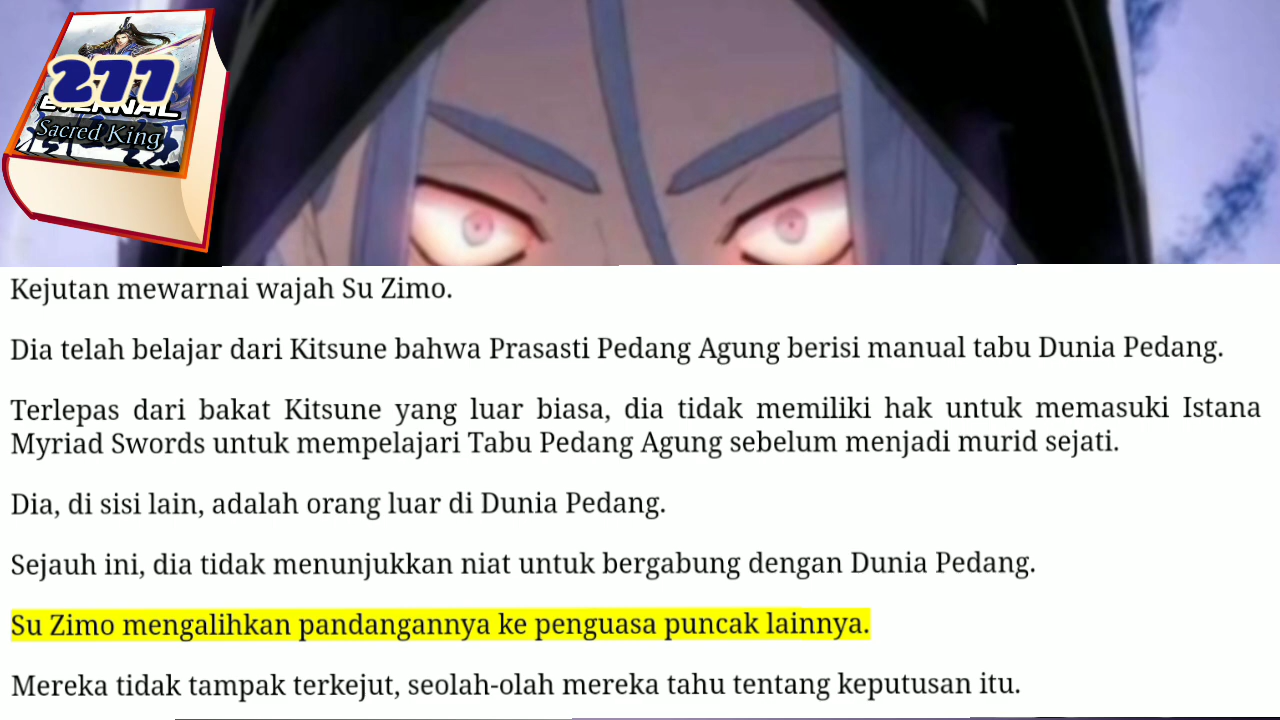 277
ETERNAL
Sacred King
Kejutan mewarnai wajah Su Zimo.
Dia telah belajar dari Kitsune bahwa Prasasti Pedang Agung berisi manual tabu Dunia Pedang.
Terlepas dari bakat Kitsune yang luar biasa, dia tidak memiliki hak untuk memasuki Istana
Myriad Swords untuk mempelajari Tabu Pedang Agung sebelum menjadi murid sejati.
Dia, di sisi lain, adalah orang luar di Dunia Pedang.
Sejauh ini, dia tidak menunjukkan niat untuk bergabung dengan Dunia Pedang.
Su Zimo mengalihkan pandangannya ke penguasa puncak lainnya.
Mereka tidak tampak terkejut, seolah-olah mereka tahu tentang keputusan itu.